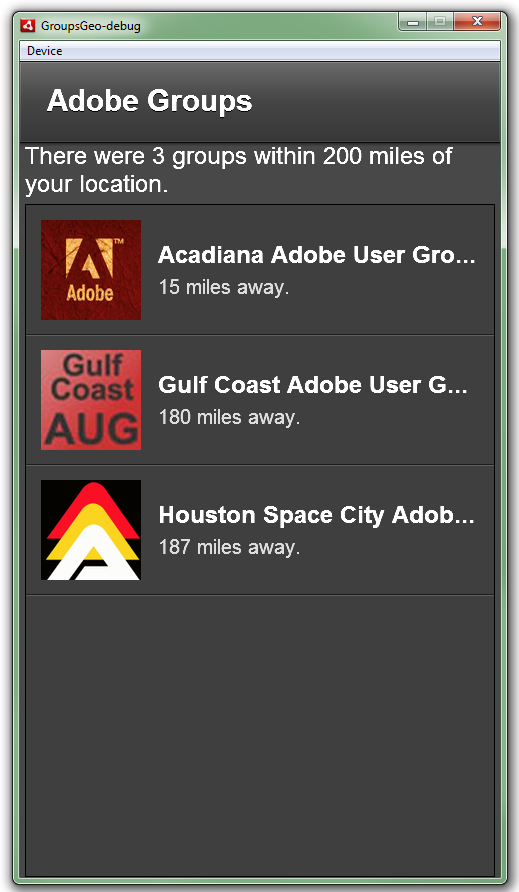 GroupsGeo-debug
Device
Adobe Groups
There were 3 groups within 200 miles of
your location.
Adobe
TM
Acadiana Adobe User Gro...
15 miles away.
Gulf
Coast
AUG
Gulf Coast Adobe User G...
180 miles away.
Houston Space City Adob...
187 miles away.